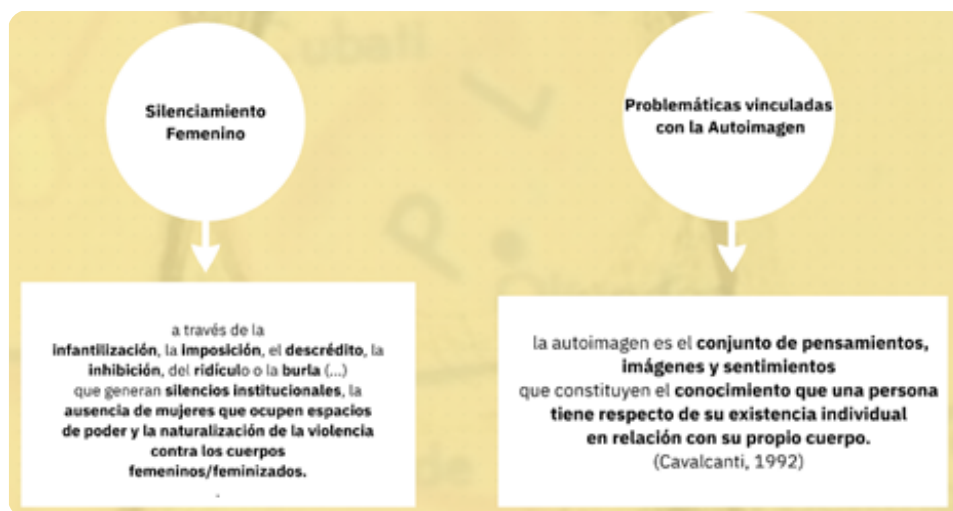 ubati
Silenciamiento
Femenino
Problemáticas vinculadas
con la Autoimagen
P
L
a través de la
infantilización, la imposición, el descrédito, la
inhibición, del ridículo o la burla (...)
que generan silencios institucionales, la
ausencia de mujeres que ocupen espacios
de poder y la naturalización de la violencia
contra los cuerpos
femeninos/feminizados.
.
la autoimagen es el conjunto de pensamientos,
imágenes y sentimientos
que constituyen el conocimiento que una persona
tiene respecto de su existencia individual
en relación con su propio cuerpo.
(Cavalcanti, 1992)
de